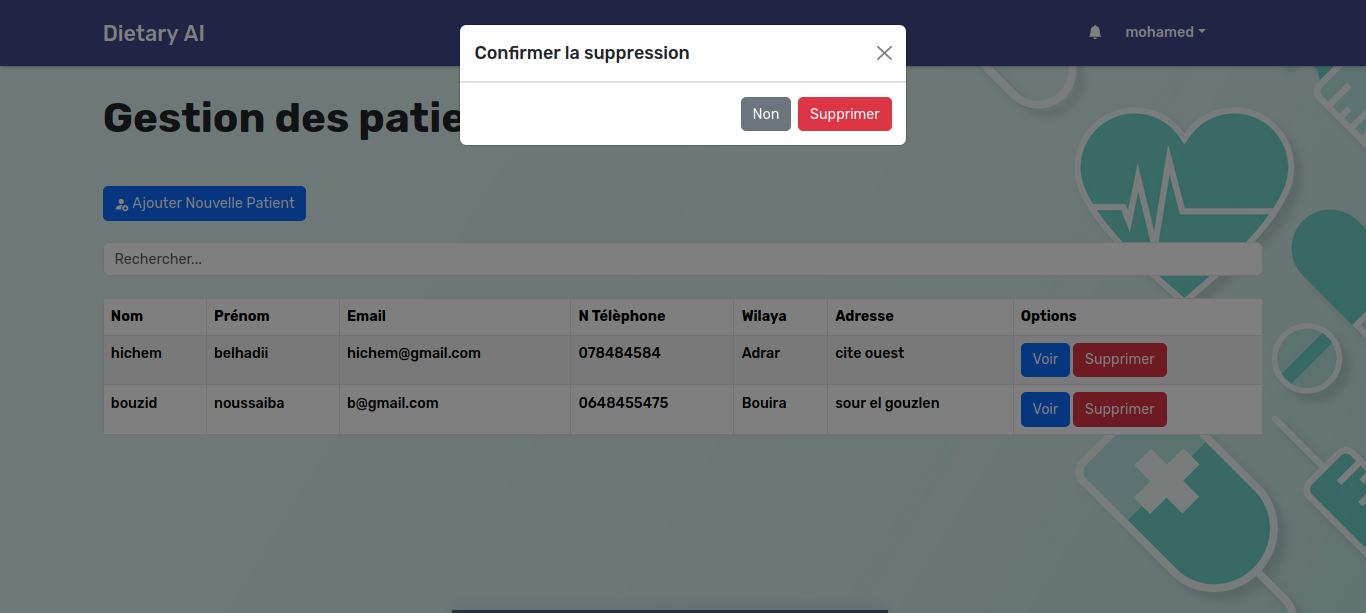 Dietary AI
mohamed
Confirmer la suppression
Non Supprimer
Gestion des patie
Ajouter Nouvelle Patient
Rechercher...
Nom Prénom Email N Télèphone Wilaya Adresse Options
hichem belhadii hichem@gmail.com 078484584 Adrar cite ouest Voir Supprimer
bouzid noussaiba b@gmail.com 0648455475 Bouira sour el gouzlen Voir Supprimer